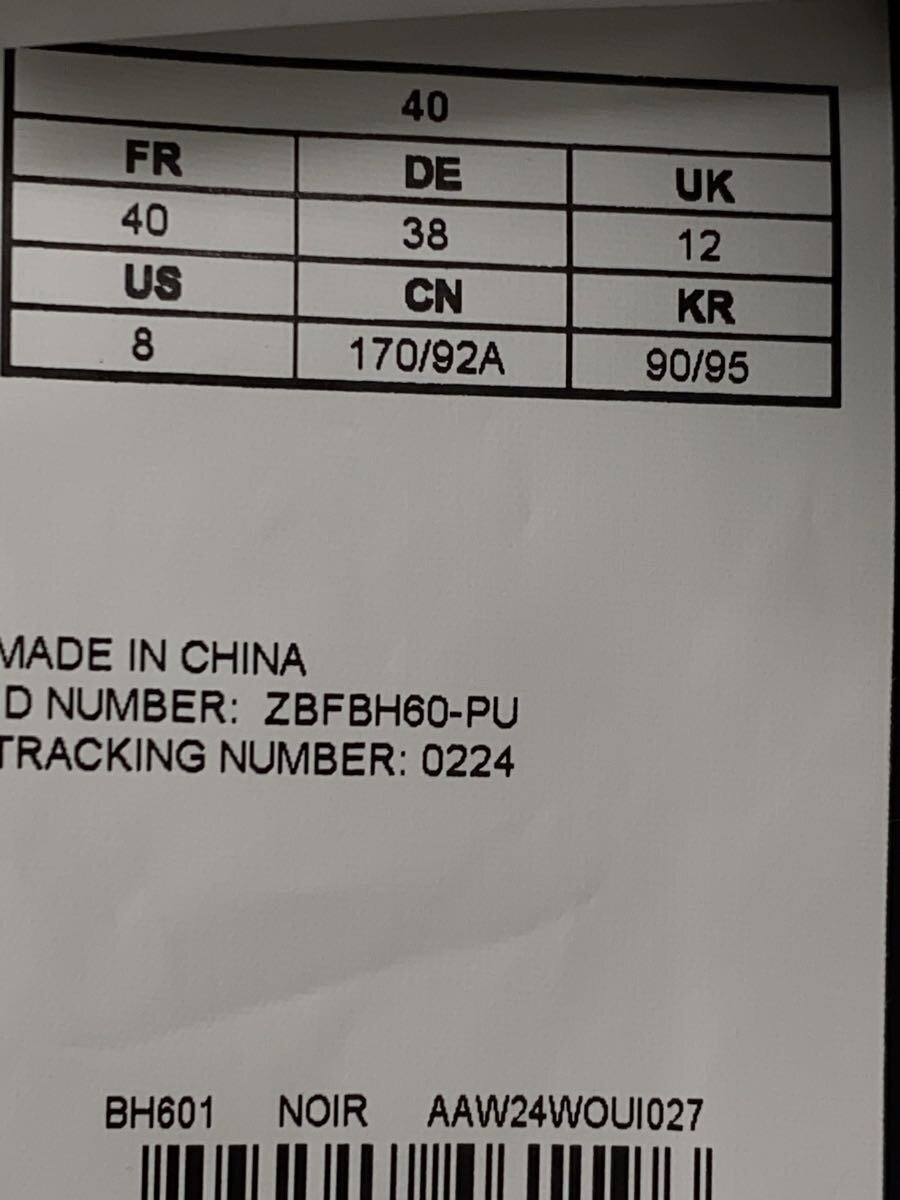 40
FR DE UK
40 38 12
US CN KR
8 170/92A 90/95
MADE IN CHINA
D NUMBER: ZBFBH60-PU
TRACKING NUMBER: 0224
BH601 NOIR AAW24WOUI027